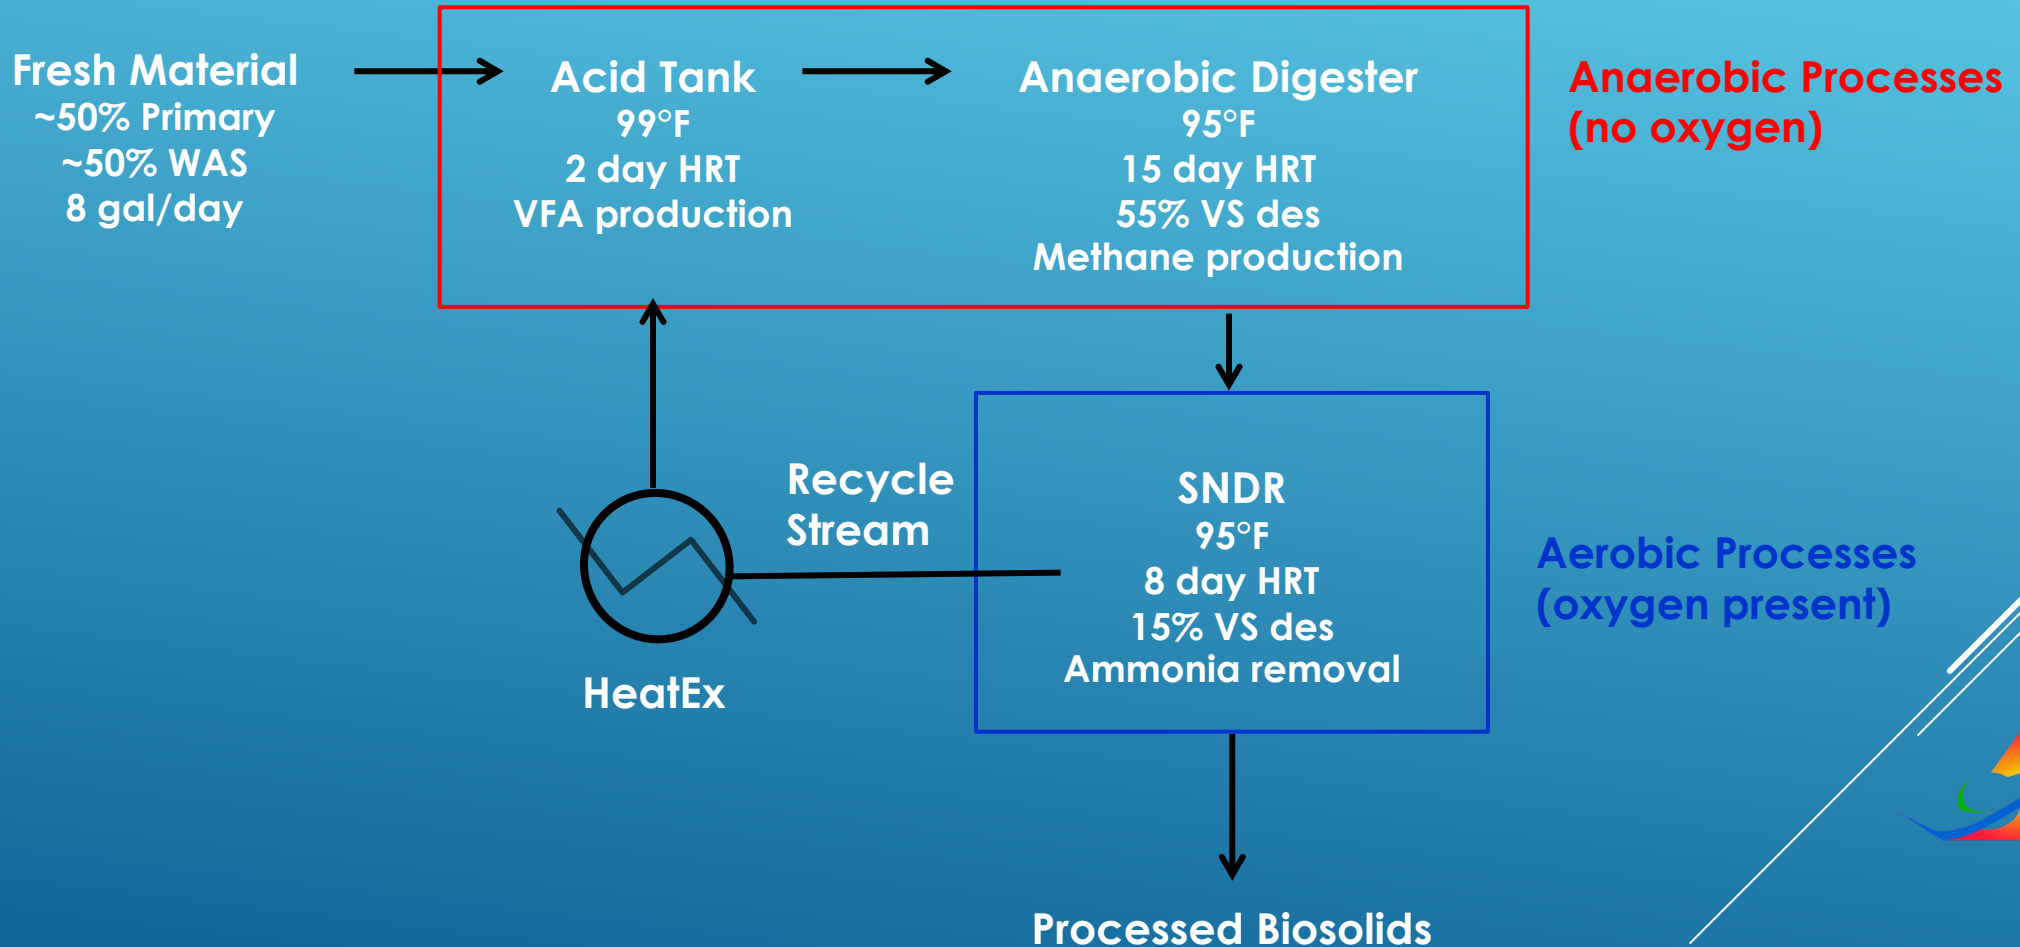 Fresh Material
~50% Primary
~50% WAS
8 gal/day
Acid Tank
99°F
2 day HRT
VFA production
Anaerobic Digester
95°F
15 day HRT
55% VS des
Methane production
Anaerobic Processes
(no oxygen)
Recycle
Stream
HeatEx
SNDR
95°F
8 day HRT
15% VS des
Ammonia removal
Aerobic Processes
(oxygen present)
Processed Biosolids